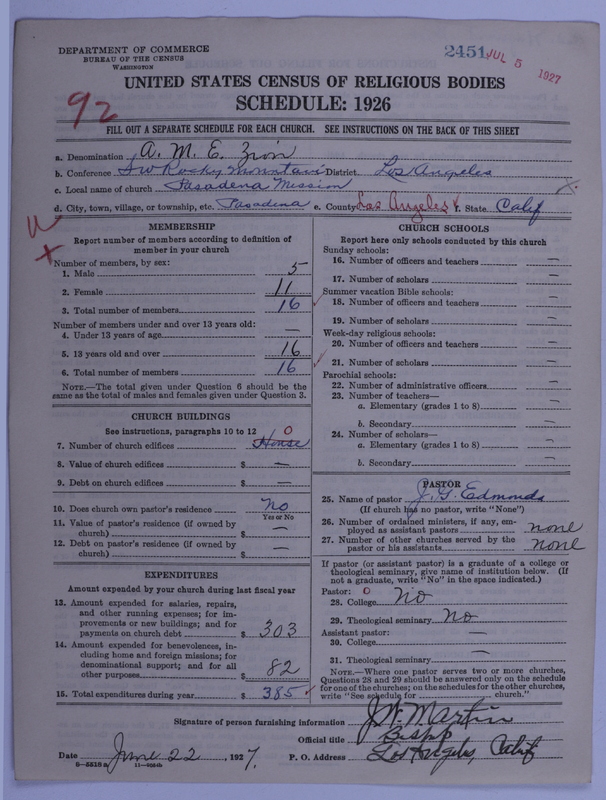 DEPARTMENT OF COMMERCE
BUREAU OF THE CENSUS
WASHINGTON
2451 JUL 5 1927
UNITED STATES CENSUS OF RELIGIOUS BODIES
SCHEDULE: 1926
92
FILL OUT A SEPARATE SCHEDULE FOR EACH CHURCH. SEE INSTRUCTIONS ON THE BACK OF THIS SHEET
a. Denomination A. M. E. Zion
b. Conference S W Rocky Mountain District Los Angeles
c. Local name of church Pasadena Mission
d. City, town, village, or township, etc. Pasadena e. County Los Angeles f. State Calif
MEMBERSHIP
Report number of members according to definition of
member in your church
Number of members, by sex:
1. Male 5
2. Female 11
3. Total number of members 16
Number of members under and over 13 years old:
4. Under 13 years of age —
5. 13 years old and over 16
6. Total number of members 16
NOTE.—The total given under Question 6 should be
the same as the total of males and females given under Question 3.
CHURCH BUILDINGS
See instructions, paragraphs 10 to 12
7. Number of church edifices House 0
8. Value of church edifices $ —
9. Debt on church edifices $ —
10. Does church own pastor's residence No
Yes or No
11. Value of pastor's residence (if owned by
church) $ —
12. Debt on pastor's residence (if owned by
church) $ —
EXPENDITURES
Amount expended by your church during last fiscal year
13. Amount expended for salaries, repairs,
and other running expenses; for im-
provements or new buildings; and for
payments on church debt $ 303
14. Amount expended for benevolences, in-
cluding home and foreign missions; for
denominational support; and for all
other purposes $ 82
15. Total expenditures during year $ 385
CHURCH SCHOOLS
Report here only schools conducted by this church
Sunday schools:
16. Number of officers and teachers —
17. Number of scholars —
Summer vacation Bible schools:
18. Number of officers and teachers —
19. Number of scholars —
Week-day religious schools:
20. Number of officers and teachers —
21. Number of scholars —
Parochial schools:
22. Number of administrative officers —
23. Number of teachers—
a. Elementary (grades 1 to 8) —
b. Secondary —
24. Number of scholars—
a. Elementary (grades 1 to 8) —
b. Secondary —
PASTOR
25. Name of pastor J. G. Edmonds
(If church has no pastor, write "None")
26. Number of ordained ministers, if any, em-
ployed as assistant pastors none
27. Number of other churches served by the
pastor or his assistants none
If pastor (or assistant pastor) is a graduate of a college or
theological seminary, give name of institution below. (If
not a graduate, write "No" in the space indicated.)
Pastor: 0
28. College No
29. Theological seminary No
Assistant pastor:
30. College —
31. Theological seminary —
NOTE.—Where one pastor serves two or more churches,
Questions 28 and 29 should be answered only on the schedule
for one of the churches; on the schedules for the other churches,
write "See schedule for church."
Signature of person furnishing information J. W. Martin
Official title Bishp
Date June 22, 1927. P. O. Address Los Angeles, Calif